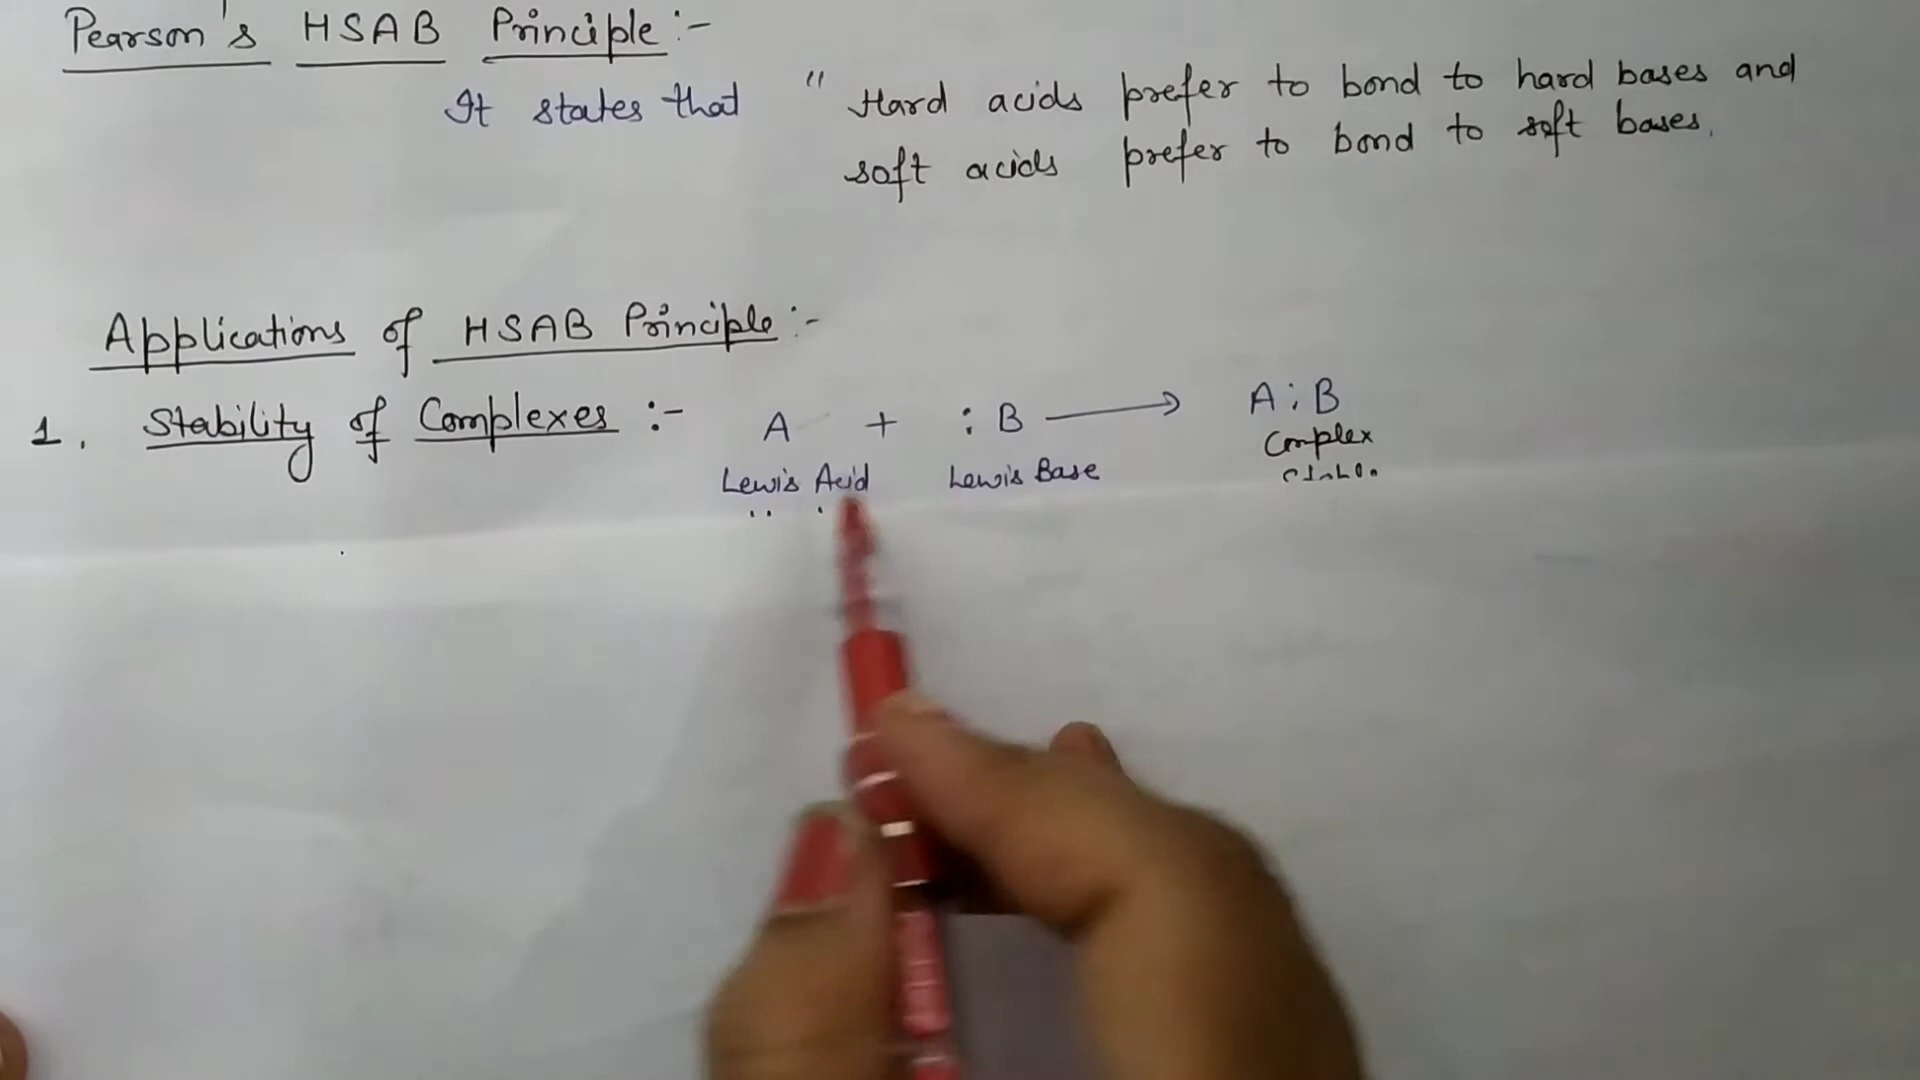 Pearson's HSAB Principle :-
It states that " Hard acids prefer to bond to hard bases and
soft acids prefer to bond to soft bases.
Applications of HSAB Principle :-
1. Stability of Complexes :- A + :B ⟶ A:B
Lewis Acid Lewis Base Complex